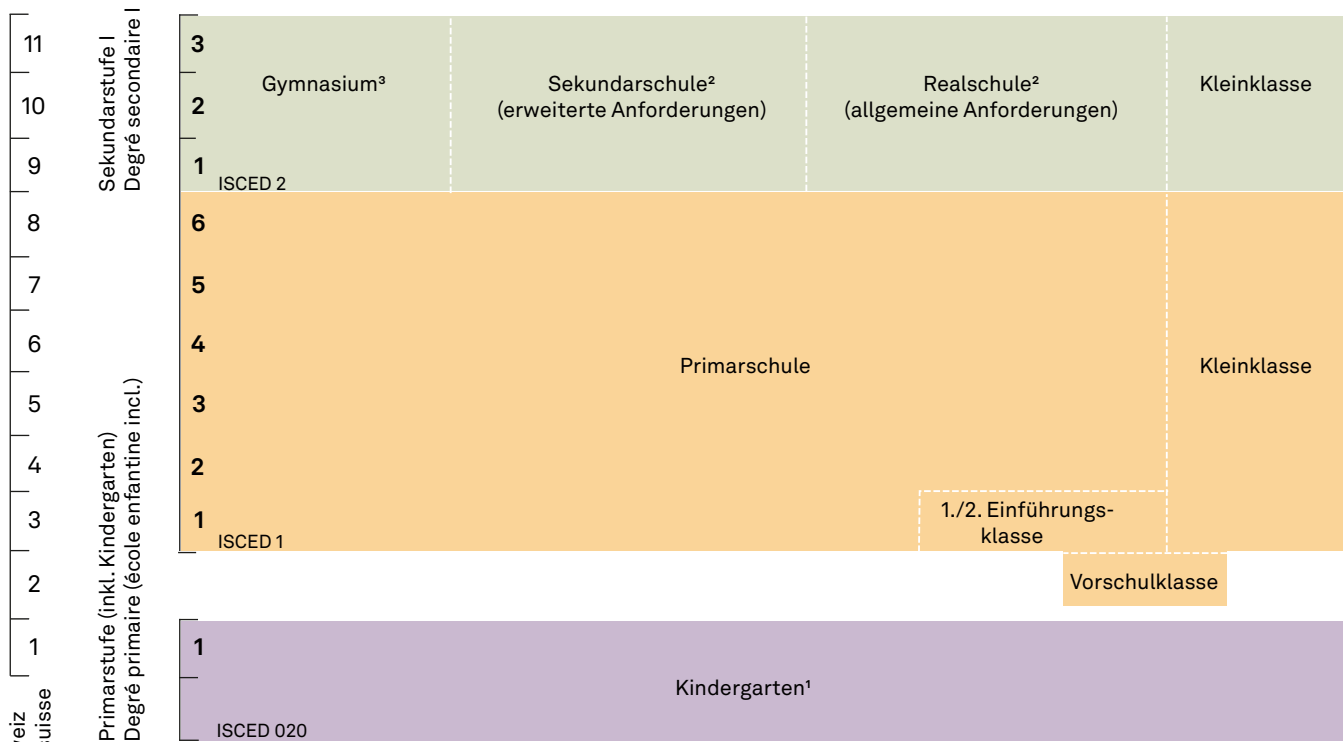 11
10
9
8
7
6
5
4
3
2
1
Sekundarstufe I
Degré secondaire I
Primarstufe (inkl. Kindergarten)
Degré primaire (école enfantine incl.)
3
2
1
ISCED 2
Gymnasium³
Sekundarschule²
(erweiterte Anforderungen)
Realschule²
(allgemeine Anforderungen)
Kleinklasse
6
5
4
3
2
1
ISCED 1
Primarschule
Kleinklasse
1./2. Einführungs-
klasse
Vorschulklasse
1
Kindergarten¹
ISCED 020